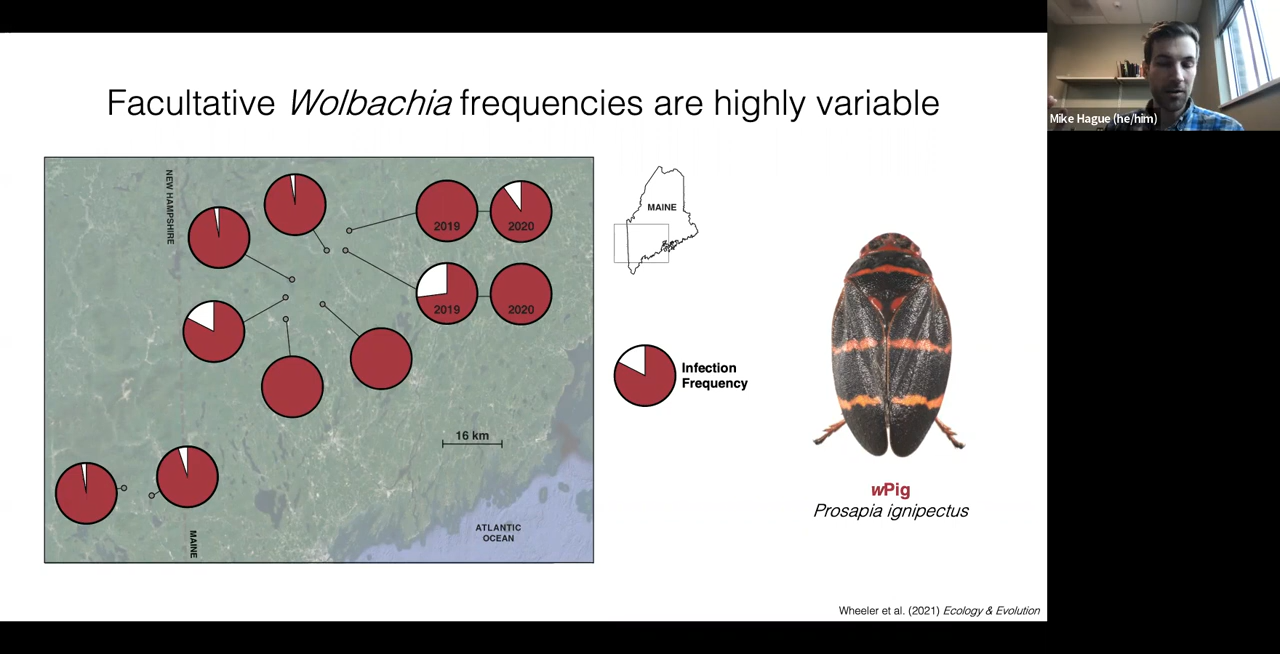 Facultative Wolbachia frequencies are highly variable
Mike Hague (he/him)
NEW HAMPSHIRE
2019
2020
2019
2020
16 km
MAINE
ATLANTIC
OCEAN
MAINE
Infection
Frequency
wPig
Prosapia ignipectus
Wheeler et al. (2021) Ecology & Evolution